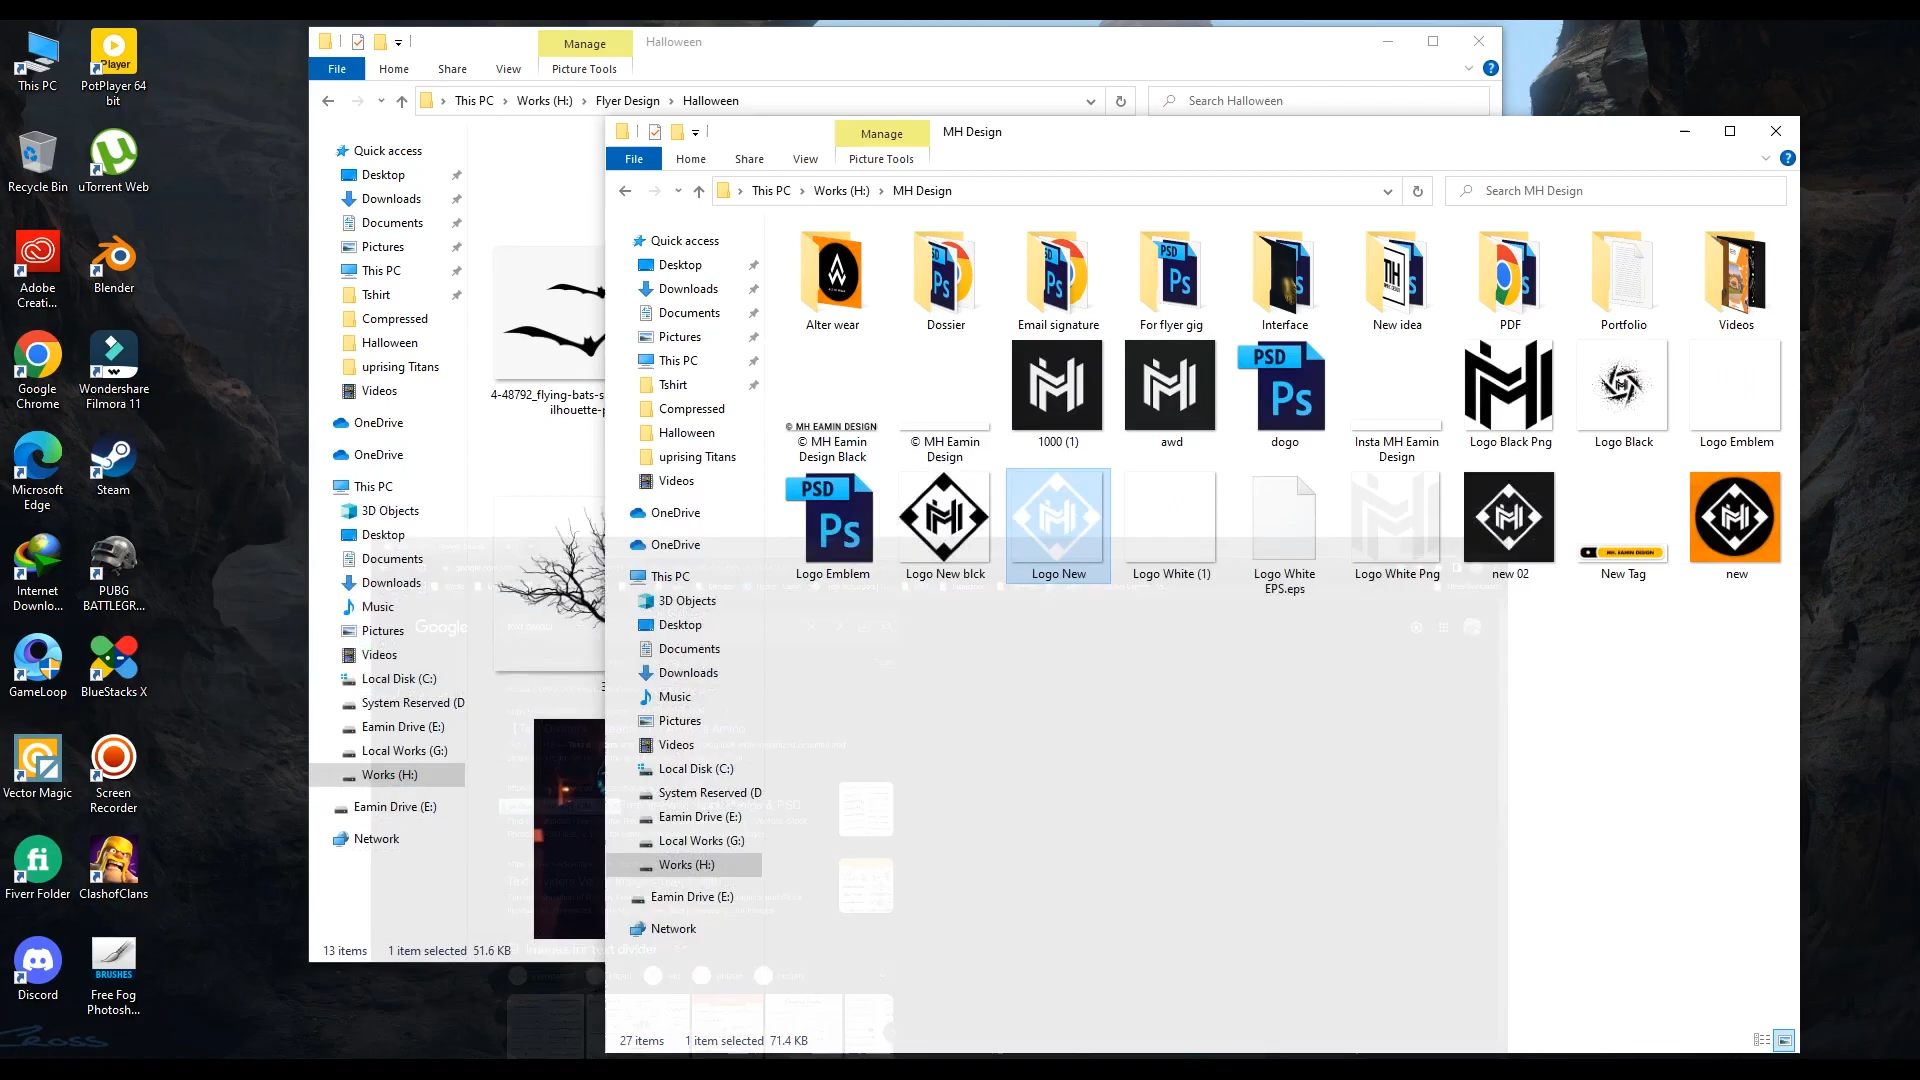 This PC
PotPlayer 64
bit
Recycle Bin
uTorrent Web
Adobe
Creati...
Blender
Google
Chrome
Wondershare
Filmora 11
Microsoft
Edge
Steam
Internet
Downlo...
PUBG
BATTLEGR...
GameLoop
BlueStacks X
Vector Magic
Screen
Recorder
Fiverr Folder
ClashofClans
Discord
BRUSHES
Free Fog
Photosh...
Manage
Halloween
File
Home
Share
View
Picture Tools
This PC
Works (H:)
Flyer Design
Halloween
Search Halloween
Quick access
Desktop
Downloads
Documents
Pictures
This PC
Tshirt
Compressed
Halloween
uprising Titans
Videos
OneDrive
OneDrive
This PC
3D Objects
Desktop
Documents
Downloads
Music
Pictures
Videos
Local Disk (C:)
System Reserved (D
Eamin Drive (E:)
Local Works (G:)
Works (H:)
Eamin Drive (E:)
Network
4-48792_flying-bats-s
ilhouette-p
13 items
1 item selected
51.6 KB
Manage
MH Design
File
Home
Share
View
Picture Tools
This PC
Works (H:)
MH Design
Search MH Design
Quick access
Desktop
Downloads
Documents
Pictures
This PC
Tshirt
Compressed
Halloween
uprising Titans
Videos
OneDrive
OneDrive
This PC
3D Objects
Desktop
Documents
Downloads
Music
Pictures
Videos
Local Disk (C:)
System Reserved (D
Eamin Drive (E:)
Local Works (G:)
Works (H:)
Eamin Drive (E:)
Network
Alter wear
Dossier
Email signature
For flyer gig
Interface
New idea
PDF
Portfolio
Videos
© MH EAMIN DESIGN
© MH Eamin
Design Black
© MH Eamin
Design
1000 (1)
awd
PSD
Ps
dogo
Insta MH Eamin
Design
Logo Black Png
Logo Black
Logo Emblem
PSD
Ps
Logo Emblem
Logo New blck
Logo New
Logo White (1)
Logo White
EPS.eps
Logo White Png
new 02
MH. EAMIN DESIGN
New Tag
new
Google
27 items
1 item selected
71.4 KB